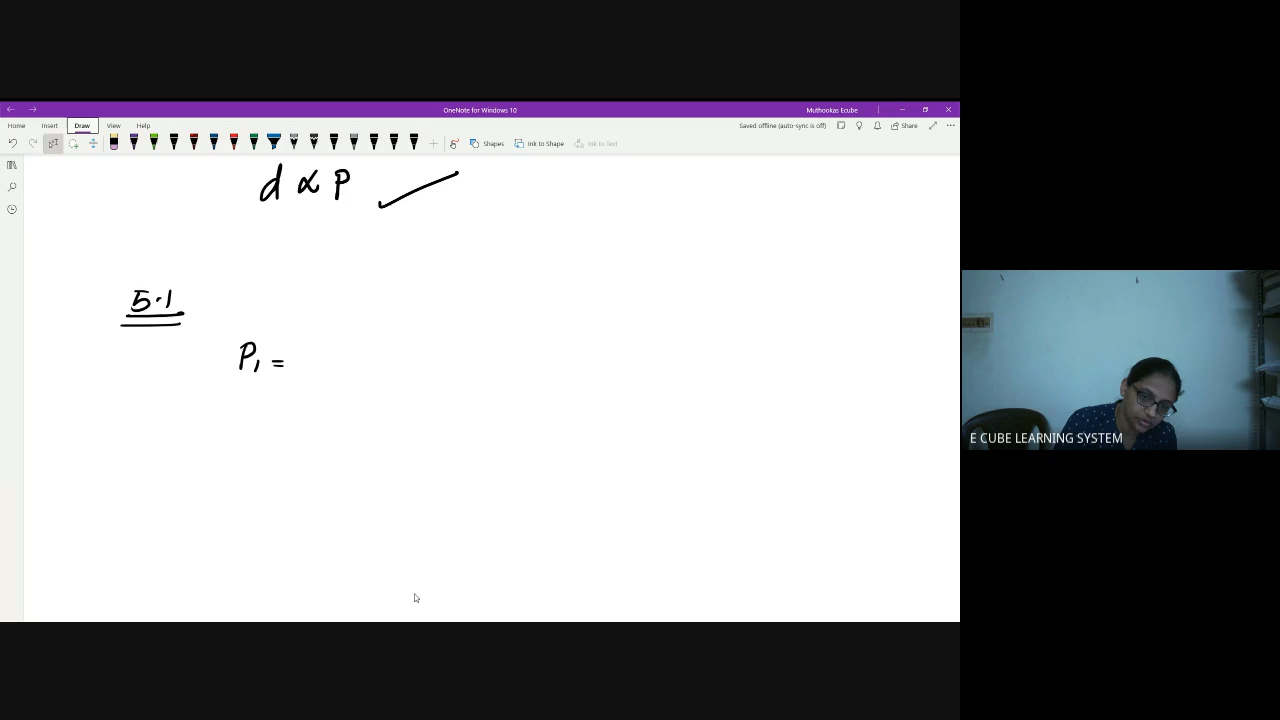 OneNote for Windows 10
Muthookas Ecube
Home Insert Draw View Help
Saved offline (auto-sync is off)
Share
Shapes
Ink to Shape
Ink to Text
d ∝ P
5.1
P₁ =
E CUBE LEARNING SYSTEM